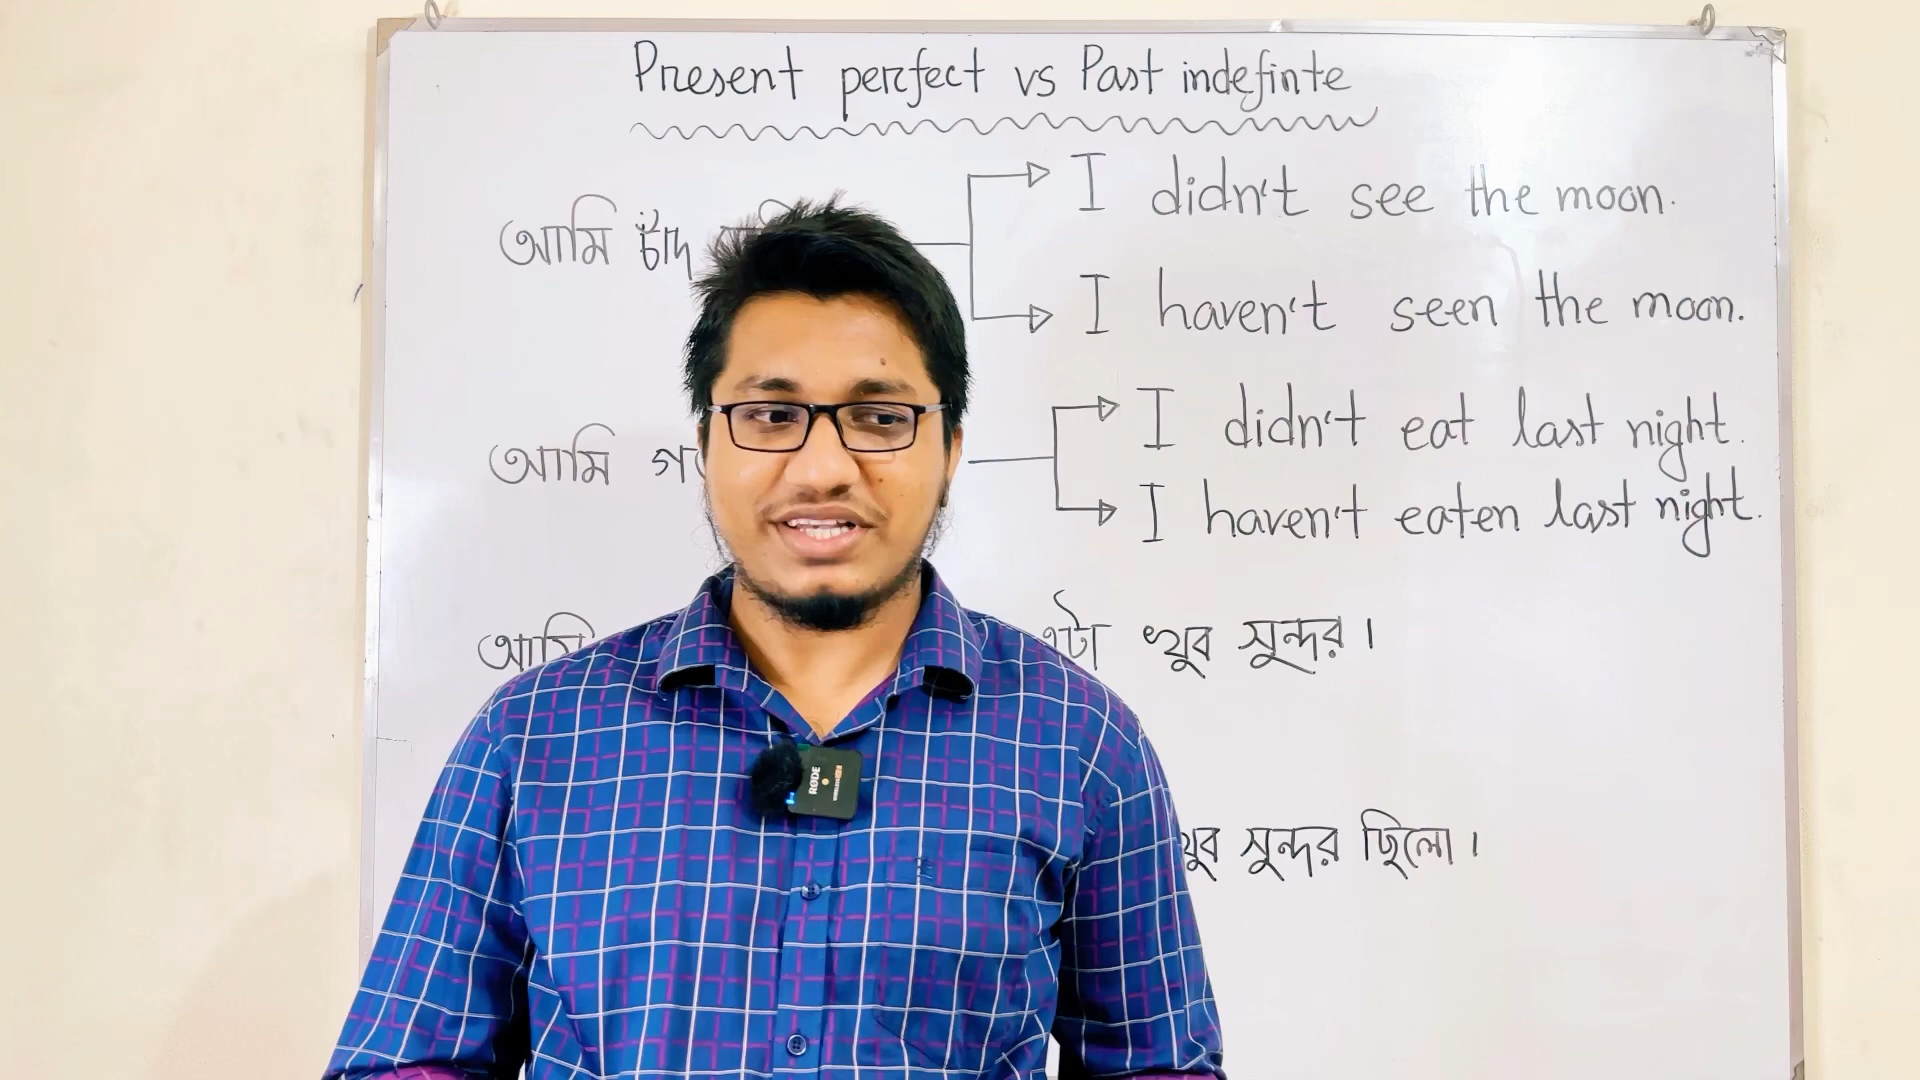 Present perfect vs Past indefinte
আমি চাঁদ
I didn't see the moon.
I haven't seen the moon.
আমি
I didn't eat last night.
I haven't eaten last night.
আমি
খুব সুন্দর।
খুব সুন্দর ছিলো।
RØDE